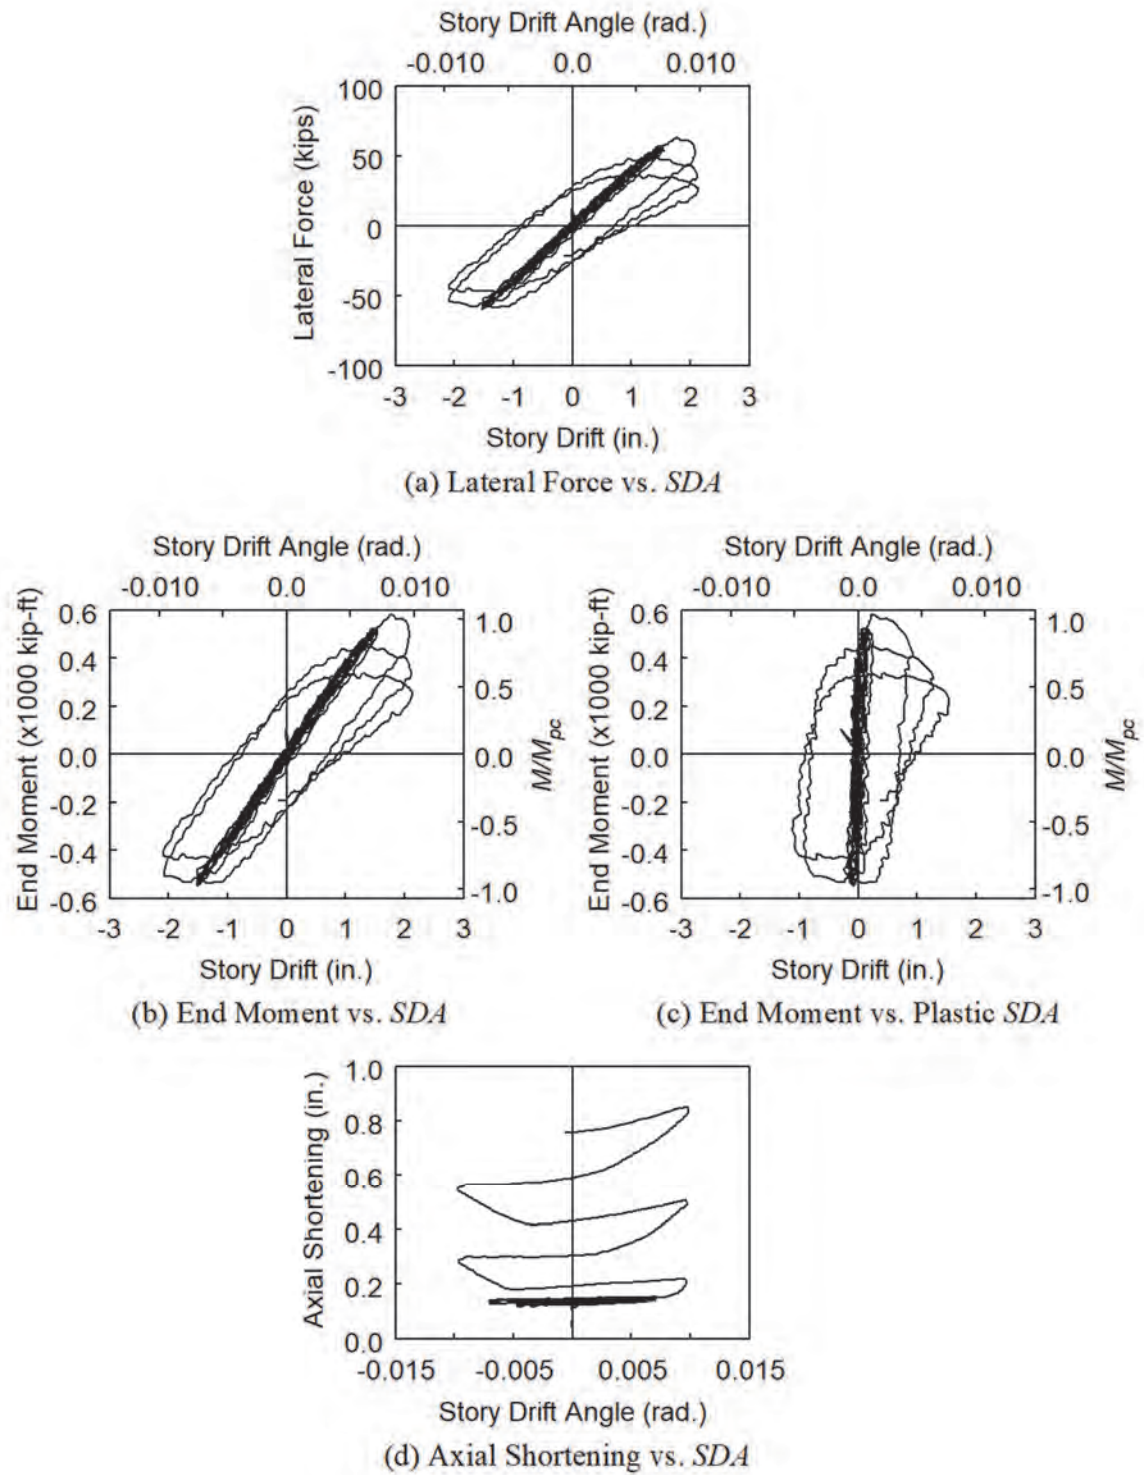 Story Drift Angle (rad.)
-0.010 0.0 0.010
Lateral Force (kips)
100
50
0
-50
-100
-3 -2 -1 0 1 2 3
Story Drift (in.)
(a) Lateral Force vs. SDA
Story Drift Angle (rad.)
-0.010 0.0 0.010
End Moment (x1000 kip-ft)
0.6
0.4
0.2
0.0
-0.2
-0.4
-0.6
1.0
0.5
0.0
-0.5
-1.0
M/Mpc
-3 -2 -1 0 1 2 3
Story Drift (in.)
(b) End Moment vs. SDA
Story Drift Angle (rad.)
-0.010 0.0 0.010
End Moment (x1000 kip-ft)
0.6
0.4
0.2
0.0
-0.2
-0.4
-0.6
1.0
0.5
0.0
-0.5
-1.0
M/Mpc
-3 -2 -1 0 1 2 3
Story Drift (in.)
(c) End Moment vs. Plastic SDA
Axial Shortening (in.)
1.0
0.8
0.6
0.4
0.2
0.0
-0.015 -0.005 0.005 0.015
Story Drift Angle (rad.)
(d) Axial Shortening vs. SDA